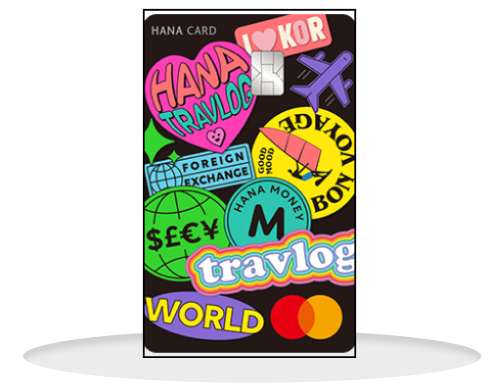 HANA CARD
I ♥ KOR
HANA
TRAVLOG
BON VOYAGE
GOOD
MOOD
FOREIGN
EXCHANGE
HANA MONEY
M
$£€¥
travlog
WORLD